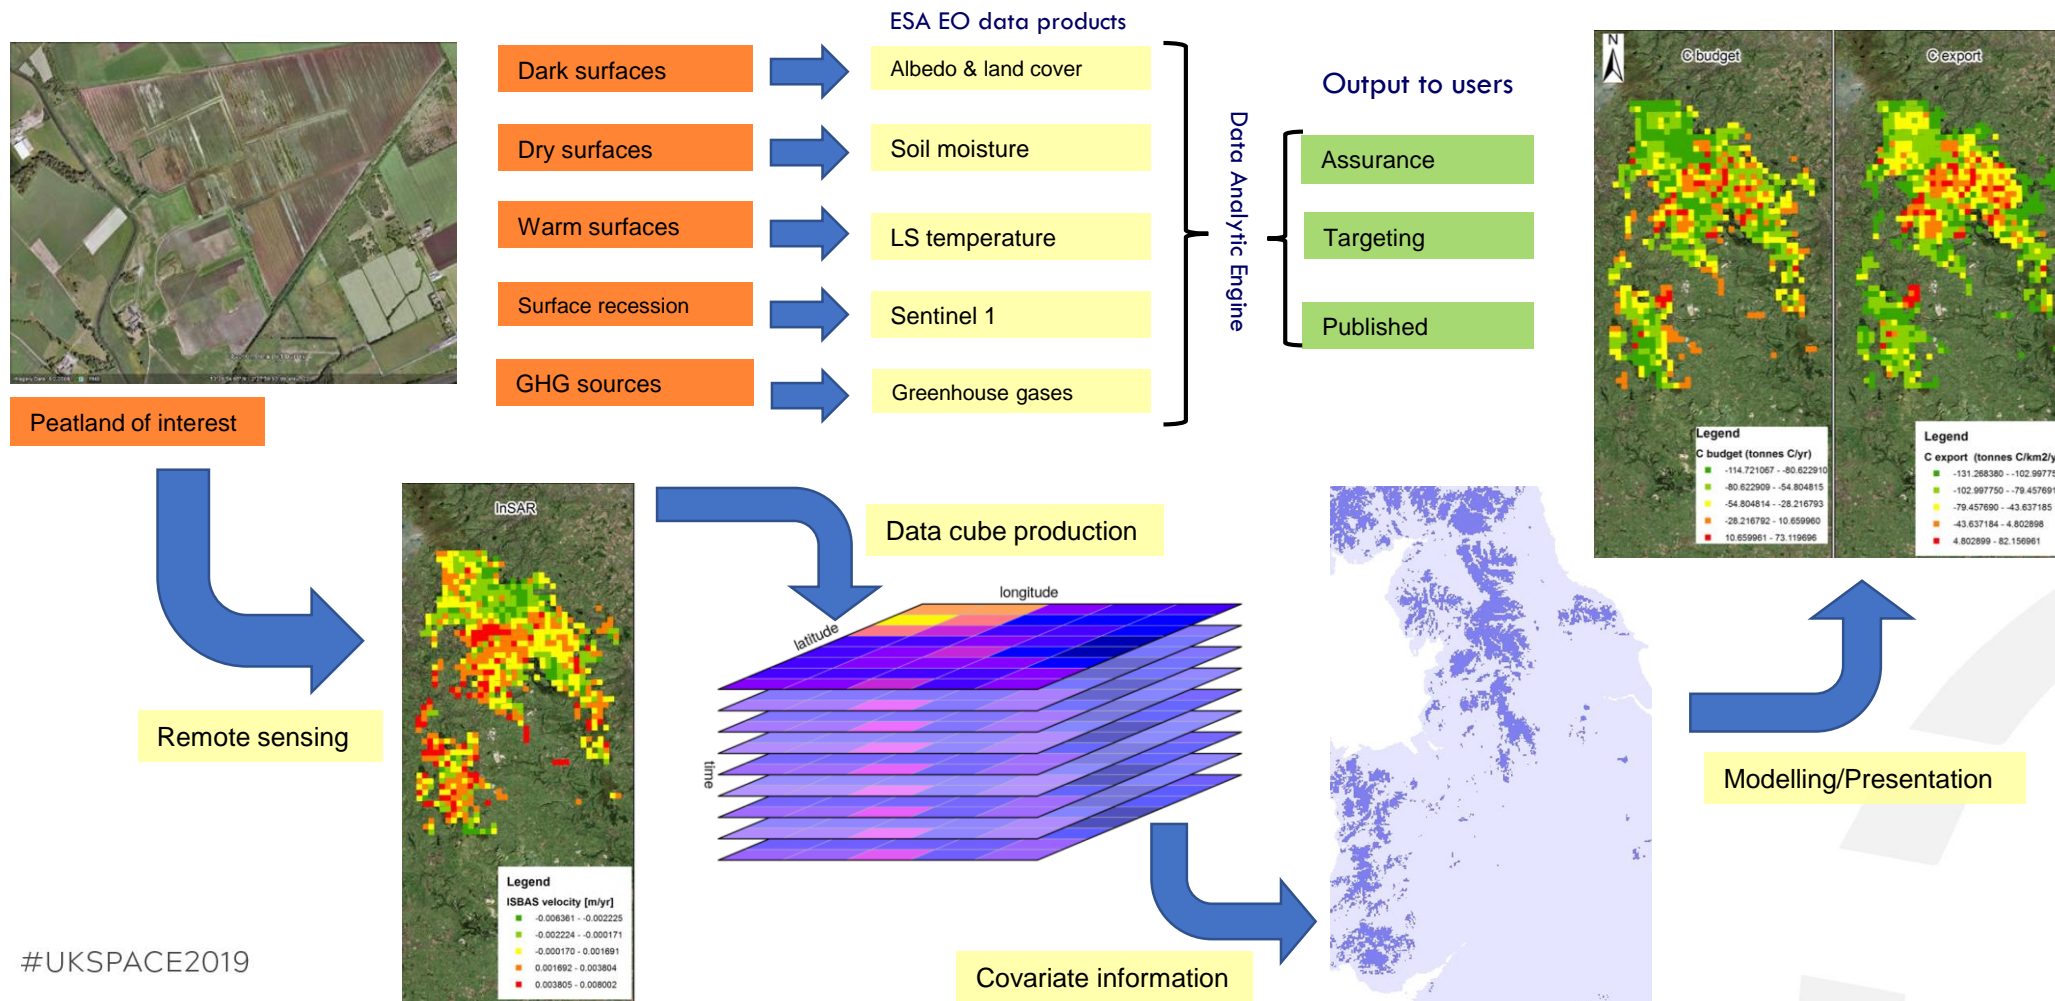 ESA EO data products
Dark surfaces
Albedo & land cover
Dry surfaces
Soil moisture
Warm surfaces
LS temperature
Surface recession
Sentinel 1
GHG sources
Greenhouse gases
Data Analytic Engine
Output to users
Assurance
Targeting
Published
Peatland of interest
Remote sensing
InSAR
Legend
ISBAS velocity [m/yr]
-0.006361 - -0.002225
-0.002224 - -0.000171
-0.000170 - 0.001691
0.001692 - 0.003804
0.003805 - 0.008002
Data cube production
longitude
latitude
time
Covariate information
Modelling/Presentation
N
C budget
C export
Legend
C budget (tonnes C/yr)
-114.721067 - -80.622910
-80.622909 - -54.804815
-54.804814 - -28.216793
-28.216792 - 10.659960
10.659961 - 73.119696
Legend
C export (tonnes C/km2/y
-131.268380 - -102.99775
-102.997750 - -79.457691
-79.457690 - -43.637185
-43.637184 - 4.802898
4.802899 - 82.156961
#UKSPACE2019